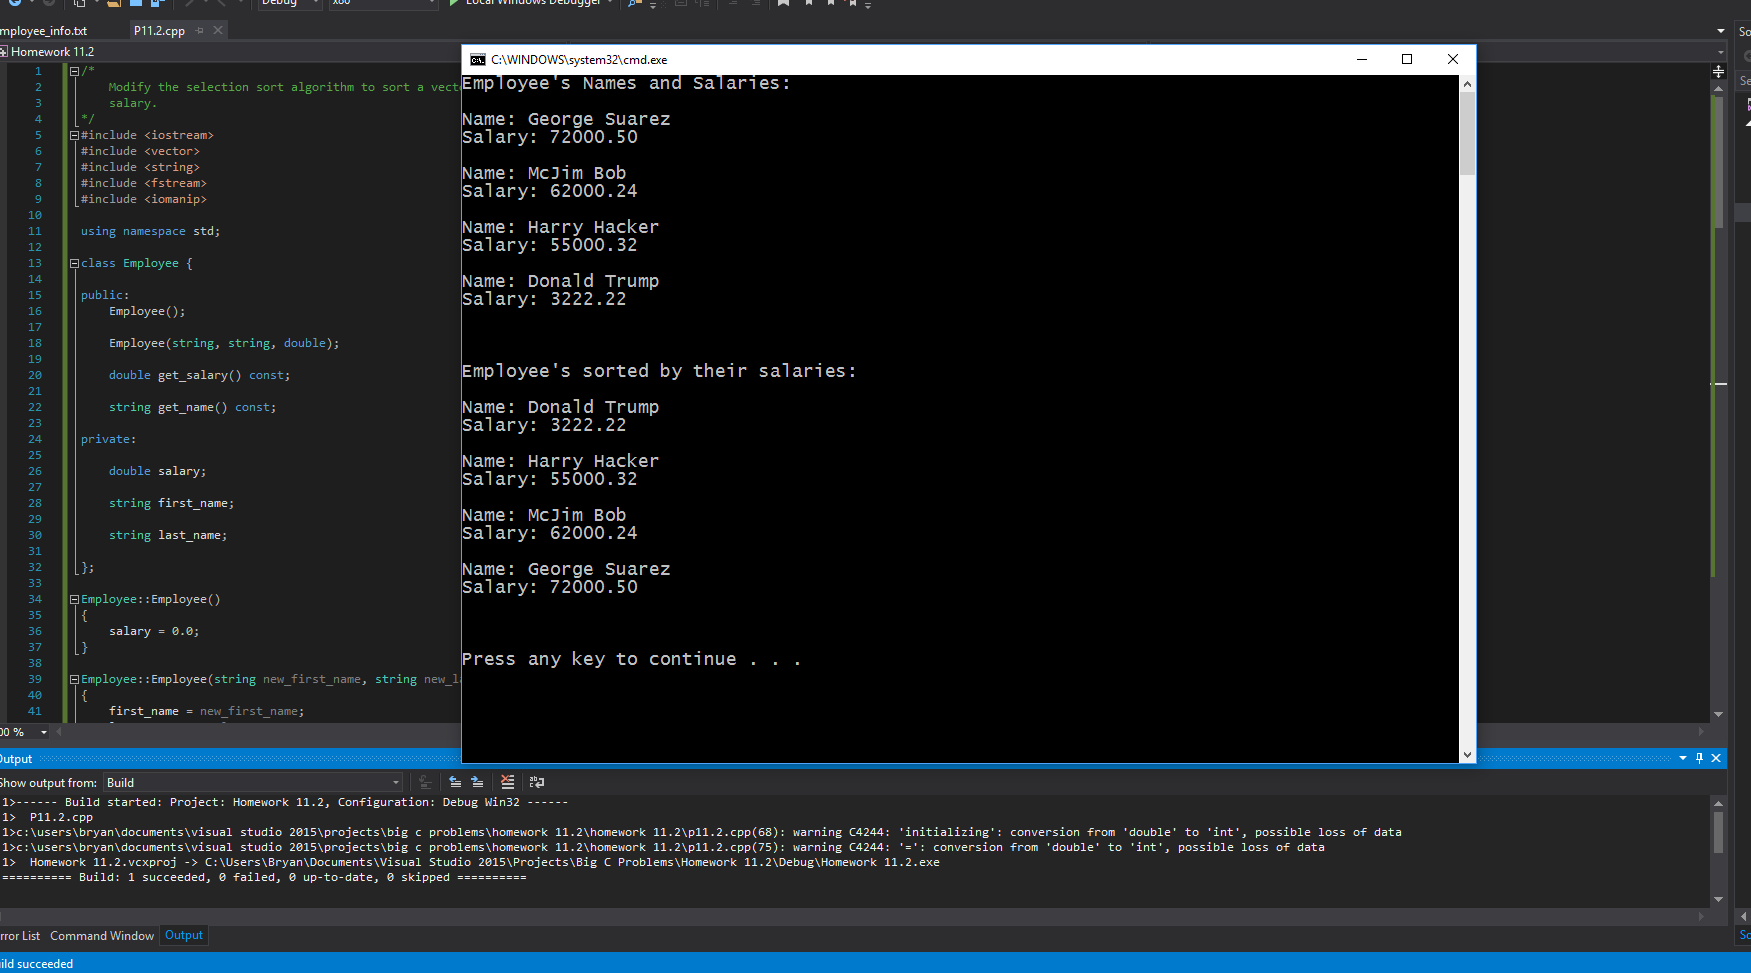 Debug x86 Local Windows Debugger
mployee_info.txt P11.2.cpp
Homework 11.2
C:\WINDOWS\system32\cmd.exe
1 /*
2 Modify the selection sort algorithm to sort a vect
3 salary.
4 */
5 #include <iostream>
6 #include <vector>
7 #include <string>
8 #include <fstream>
9 #include <iomanip>
10
11 using namespace std;
12
13 class Employee {
14
15 public:
16 Employee();
17
18 Employee(string, string, double);
19
20 double get_salary() const;
21
22 string get_name() const;
23
24 private:
25
26 double salary;
27
28 string first_name;
29
30 string last_name;
31
32 };
33
34 Employee::Employee()
35 {
36 salary = 0.0;
37 }
38
39 Employee::Employee(string new_first_name, string new_l
40 {
41 first_name = new_first_name;
Employee's Names and Salaries:
Name: George Suarez
Salary: 72000.50
Name: McJim Bob
Salary: 62000.24
Name: Harry Hacker
Salary: 55000.32
Name: Donald Trump
Salary: 3222.22
Employee's sorted by their salaries:
Name: Donald Trump
Salary: 3222.22
Name: Harry Hacker
Salary: 55000.32
Name: McJim Bob
Salary: 62000.24
Name: George Suarez
Salary: 72000.50
Press any key to continue . . .
00 %
Output
Show output from: Build
1>------ Build started: Project: Homework 11.2, Configuration: Debug Win32 ------
1> P11.2.cpp
1>c:\users\bryan\documents\visual studio 2015\projects\big c problems\homework 11.2\homework 11.2\p11.2.cpp(68): warning C4244: 'initializing': conversion from 'double' to 'int', possible loss of data
1>c:\users\bryan\documents\visual studio 2015\projects\big c problems\homework 11.2\homework 11.2\p11.2.cpp(75): warning C4244: '=': conversion from 'double' to 'int', possible loss of data
1> Homework 11.2.vcxproj -> C:\Users\Bryan\Documents\Visual Studio 2015\Projects\Big C Problems\Homework 11.2\Debug\Homework 11.2.exe
========== Build: 1 succeeded, 0 failed, 0 up-to-date, 0 skipped ==========
rror List Command Window Output
ild succeeded
So
Se
So